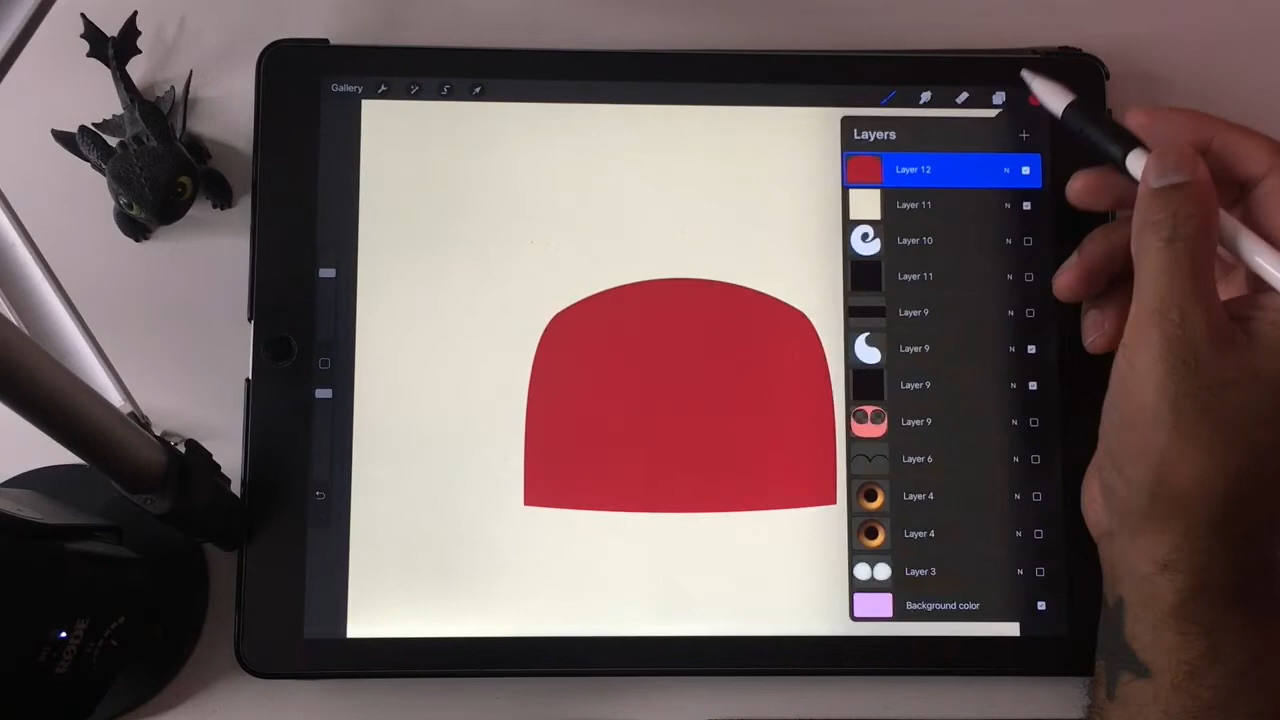 Gallery
Layers
Layer 12 N
Layer 11 N
Layer 10 N
Layer 11 N
Layer 9 N
Layer 9 N
Layer 9 N
Layer 9 N
Layer 6 N
Layer 4 N
Layer 4 N
Layer 3 N
Background color
RØDE